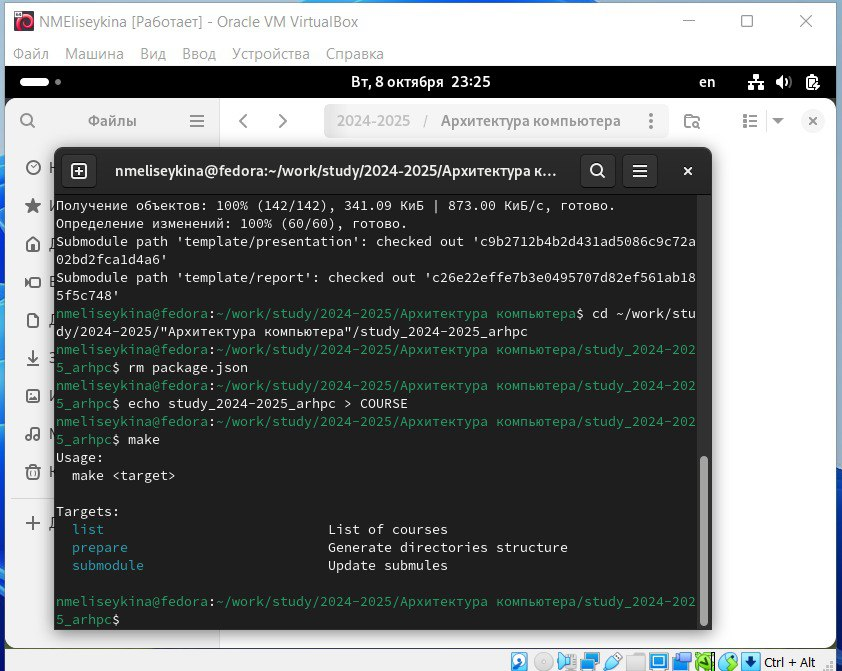 NMEliseykina [Работает] - Oracle VM VirtualBox
Файл Машина Вид Ввод Устройства Справка
Вт, 8 октября 23:25
en
Файлы
2024-2025 / Архитектура компьютера
nmeliseykina@fedora:~/work/study/2024-2025/Архитектура к...
Получение объектов: 100% (142/142), 341.09 КиБ | 873.00 КиБ/с, готово.
Определение изменений: 100% (60/60), готово.
Submodule path 'template/presentation': checked out 'c9b2712b4b2d431ad5086c9c72a
02bd2fca1d4a6'
Submodule path 'template/report': checked out 'c26e22effe7b3e0495707d82ef561ab18
5f5c748'
nmeliseykina@fedora:~/work/study/2024-2025/Архитектура компьютера$ cd ~/work/stu
dy/2024-2025/"Архитектура компьютера"/study_2024-2025_arhpc
nmeliseykina@fedora:~/work/study/2024-2025/Архитектура компьютера/study_2024-202
5_arhpc$ rm package.json
nmeliseykina@fedora:~/work/study/2024-2025/Архитектура компьютера/study_2024-202
5_arhpc$ echo study_2024-2025_arhpc > COURSE
nmeliseykina@fedora:~/work/study/2024-2025/Архитектура компьютера/study_2024-202
5_arhpc$ make
Usage:
make <target>
Targets:
list List of courses
prepare Generate directories structure
submodule Update submules
nmeliseykina@fedora:~/work/study/2024-2025/Архитектура компьютера/study_2024-202
5_arhpc$
Ctrl + Alt